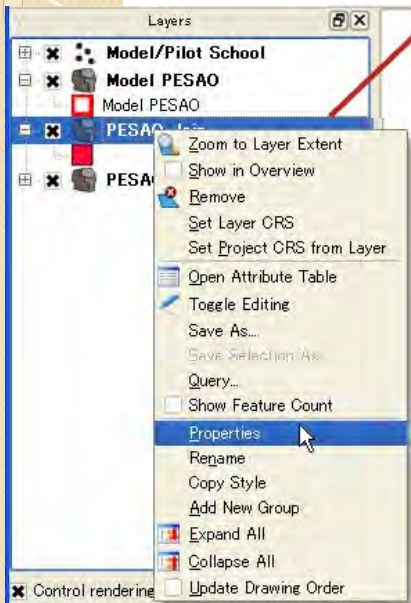 Layers
Model/Pilot School
Model PESAO
Model PESAO
PESAO Join
PESA
Zoom to Layer Extent
Show in Overview
Remove
Set Layer CRS
Set Project CRS from Layer
Open Attribute Table
Toggle Editing
Save As...
Save Selection As...
Query...
Show Feature Count
Properties
Rename
Copy Style
Add New Group
Expand All
Collapse All
Update Drawing Order
Control rendering